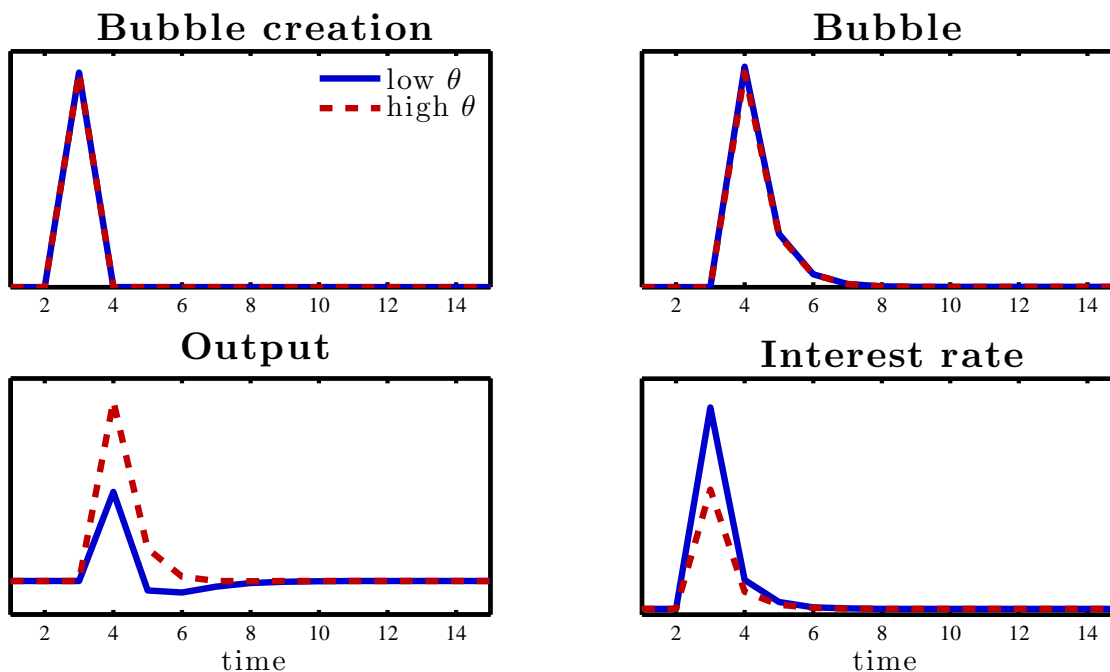 Bubble creation
low θ
high θ
2 4 6 8 10 12 14
Bubble
2 4 6 8 10 12 14
Output
2 4 6 8 10 12 14
time
Interest rate
2 4 6 8 10 12 14
time